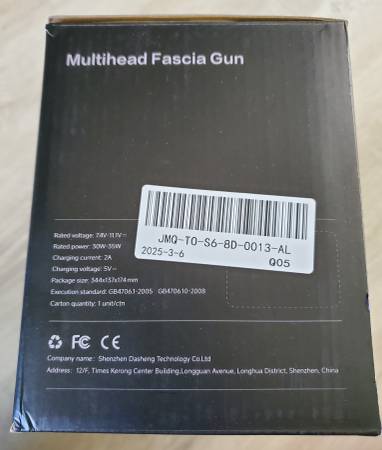 Multihead Fascia Gun
JMQ-TO-S6-8D-0013-AL
2025-3-6
Q05
Rated voltage: 7.4V-11.1V⎓
Rated power: 30W-35W
Charging current: 2A
Charging voltage: 5V⎓
Package size: 344x137x174mm
Execution standard: GB4706.1-2005 GB4706.10-2008
Carton quantity: 1 unit/ctn
FC CE
Company name: Shenzhen Dasheng Technology Co.Ltd
Address: 12/F, Times Kerong Center Building,Longguan Avenue, Longhua District, Shenzhen, China